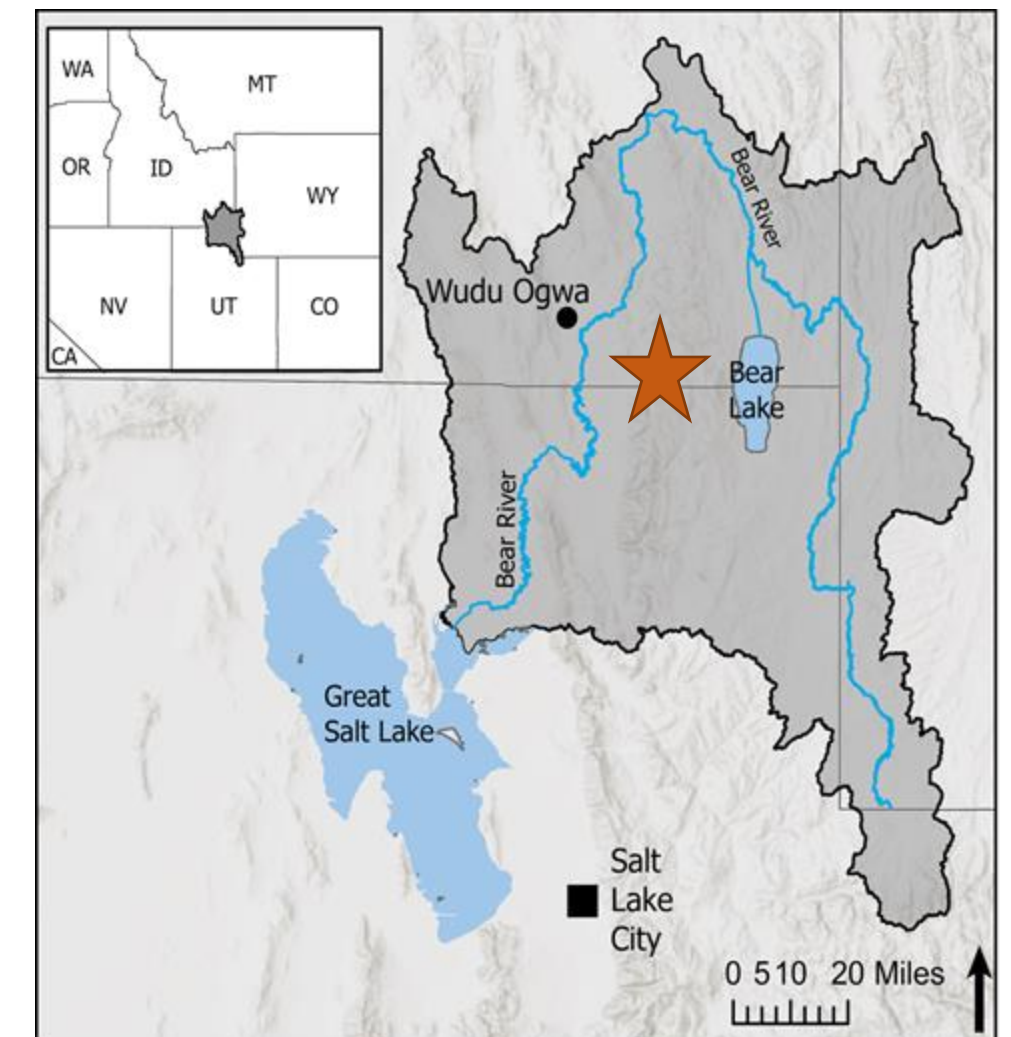 WA
MT
OR
ID
WY
NV
UT
CO
CA
Bear River
Wudu Ogwa
Bear
Lake
Bear River
Great
Salt Lake
Salt
Lake
City
0 5 10 20 Miles